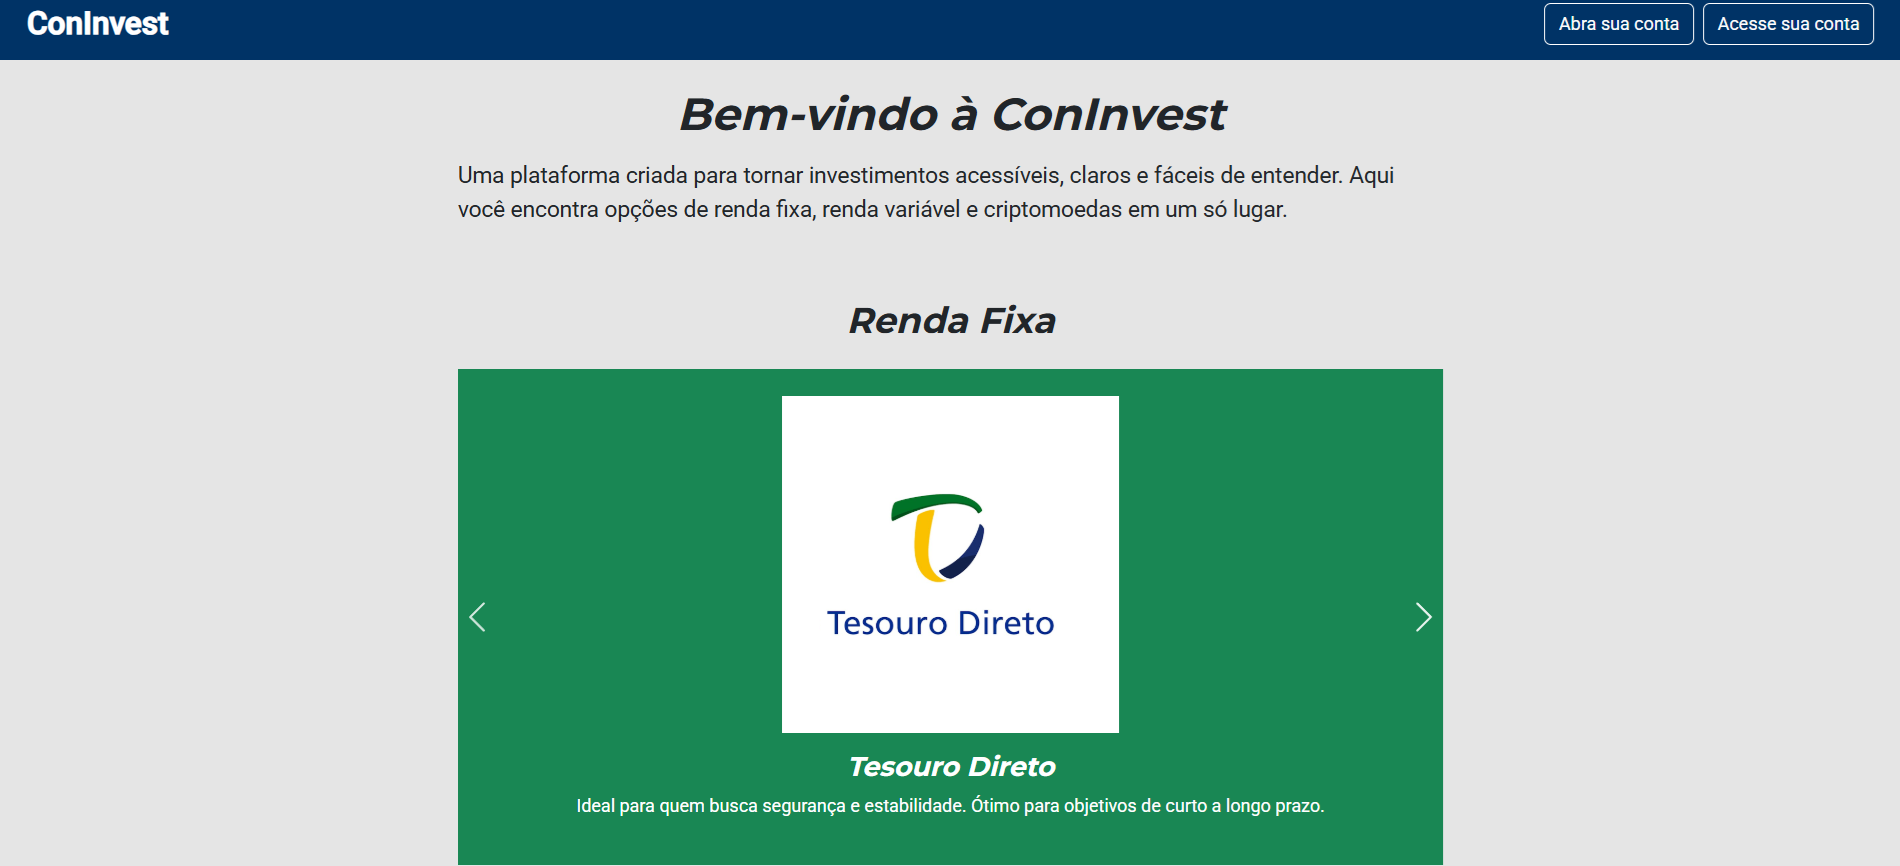 ConInvest
Abra sua conta
Acesse sua conta
Bem-vindo à ConInvest
Uma plataforma criada para tornar investimentos acessíveis, claros e fáceis de entender. Aqui
você encontra opções de renda fixa, renda variável e criptomoedas em um só lugar.
Renda Fixa
Tesouro Direto
Tesouro Direto
Ideal para quem busca segurança e estabilidade. Ótimo para objetivos de curto a longo prazo.